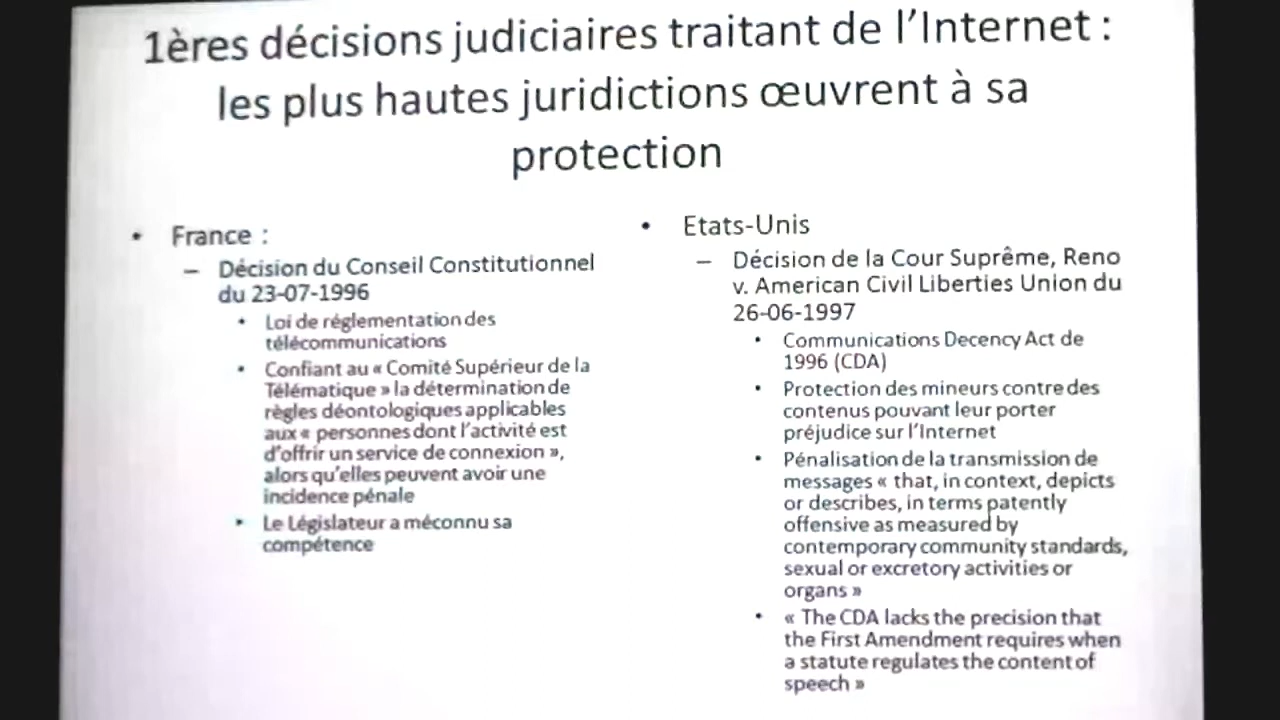 1ères décisions judiciaires traitant de l’Internet :
les plus hautes juridictions œuvrent à sa
protection
• France :
– Décision du Conseil Constitutionnel
du 23-07-1996
• Loi de réglementation des
télécommunications
• Confiant au « Comité Supérieur de la
Télématique » la détermination de
règles déontologiques applicables
aux « personnes dont l’activité est
d’offrir un service de connexion »,
alors qu’elles peuvent avoir une
incidence pénale
• Le Législateur a méconnu sa
compétence
• Etats-Unis
– Décision de la Cour Suprême, Reno
v. American Civil Liberties Union du
26-06-1997
• Communications Decency Act de
1996 (CDA)
• Protection des mineurs contre des
contenus pouvant leur porter
préjudice sur l’Internet
• Pénalisation de la transmission de
messages « that, in context, depicts
or describes, in terms patently
offensive as measured by
contemporary community standards,
sexual or excretory activities or
organs »
• « The CDA lacks the precision that
the First Amendment requires when
a statute regulates the content of
speech »